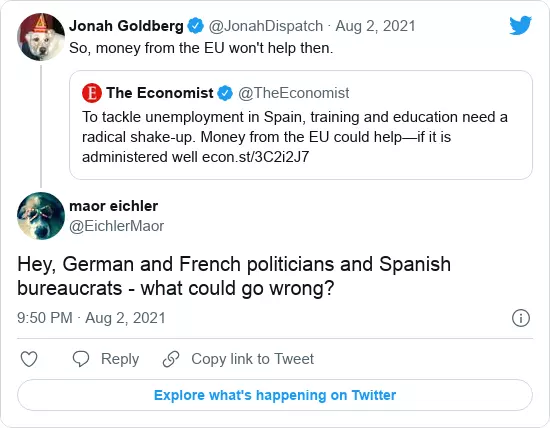 Jonah Goldberg @JonahDispatch · Aug 2, 2021
So, money from the EU won't help then.
The Economist @TheEconomist
To tackle unemployment in Spain, training and education need a
radical shake-up. Money from the EU could help—if it is
administered well econ.st/3C2i2J7
maor eichler
@EichlerMaor
Hey, German and French politicians and Spanish
bureaucrats - what could go wrong?
9:50 PM · Aug 2, 2021
Reply
Copy link to Tweet
Explore what's happening on Twitter